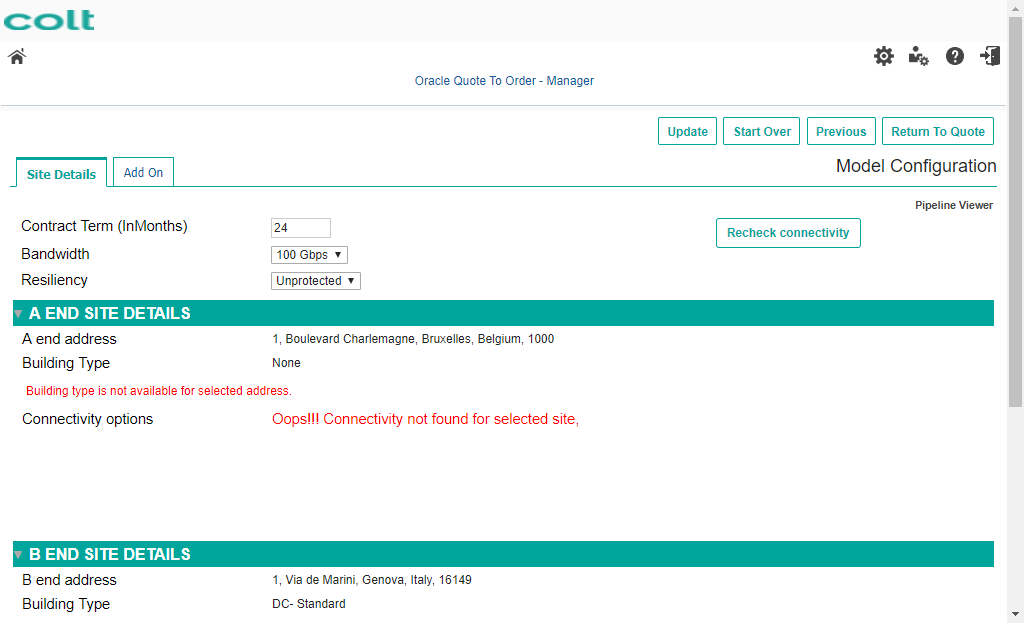 colt
Oracle Quote To Order - Manager
Update
Start Over
Previous
Return To Quote
Site Details
Add On
Model Configuration
Pipeline Viewer
Contract Term (InMonths)
24
Recheck connectivity
Bandwidth
100 Gbps
Resiliency
Unprotected
A END SITE DETAILS
A end address
1, Boulevard Charlemagne, Bruxelles, Belgium, 1000
Building Type
None
Building type is not available for selected address.
Connectivity options
Oops!!! Connectivity not found for selected site,
B END SITE DETAILS
B end address
1, Via de Marini, Genova, Italy, 16149
Building Type
DC- Standard